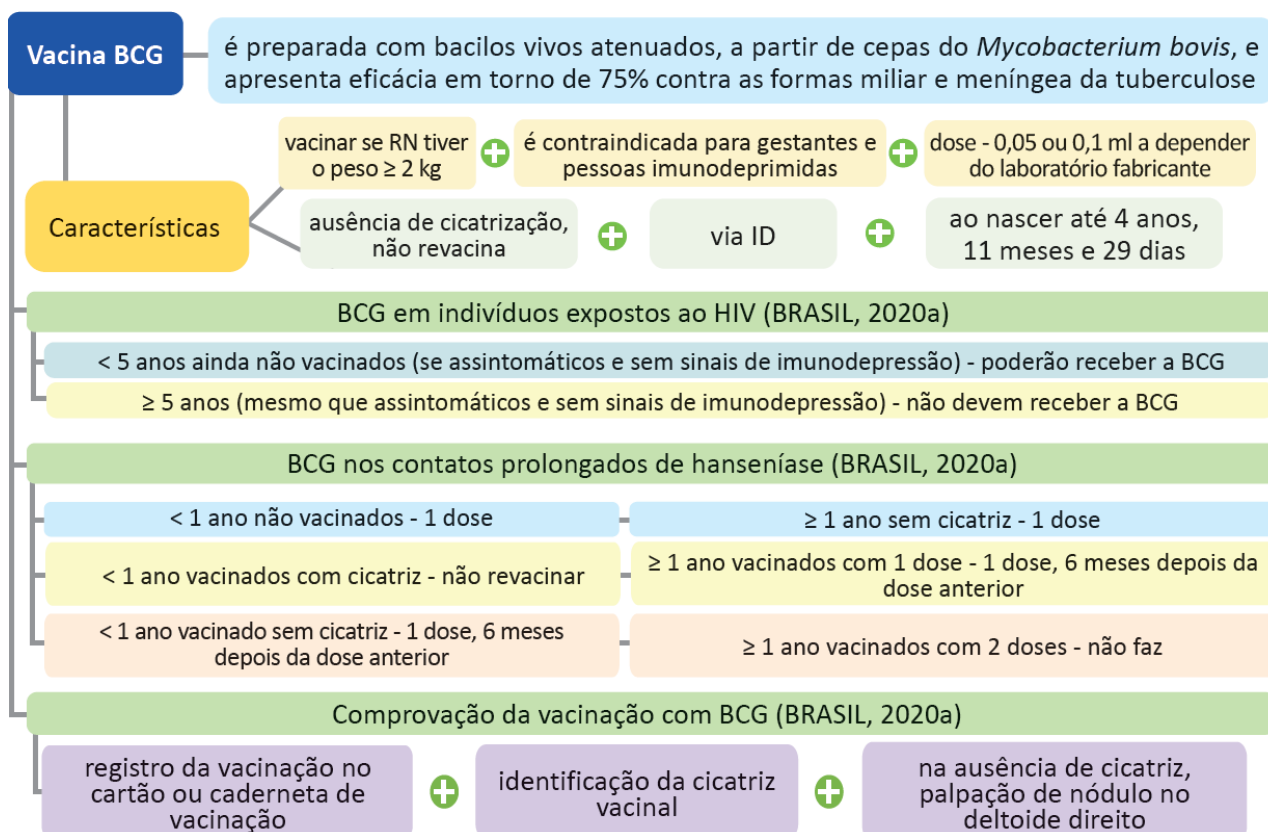 Vacina BCG
é preparada com bacilos vivos atenuados, a partir de cepas do Mycobacterium bovis, e
apresenta eficácia em torno de 75% contra as formas miliar e meníngea da tuberculose
Características
vacinar se RN tiver
o peso ≥ 2 kg
é contraindicada para gestantes e
pessoas imunodeprimidas
dose - 0,05 ou 0,1 ml a depender
do laboratório fabricante
ausência de cicatrização,
não revacina
via ID
ao nascer até 4 anos,
11 meses e 29 dias
BCG em indivíduos expostos ao HIV (BRASIL, 2020a)
< 5 anos ainda não vacinados (se assintomáticos e sem sinais de imunodepressão) - poderão receber a BCG
≥ 5 anos (mesmo que assintomáticos e sem sinais de imunodepressão) - não devem receber a BCG
BCG nos contatos prolongados de hanseníase (BRASIL, 2020a)
< 1 ano não vacinados - 1 dose
≥ 1 ano sem cicatriz - 1 dose
< 1 ano vacinados com cicatriz - não revacinar
≥ 1 ano vacinados com 1 dose - 1 dose, 6 meses depois da
dose anterior
< 1 ano vacinado sem cicatriz - 1 dose, 6 meses
depois da dose anterior
≥ 1 ano vacinados com 2 doses - não faz
Comprovação da vacinação com BCG (BRASIL, 2020a)
registro da vacinação no
cartão ou caderneta de
vacinação
identificação da cicatriz
vacinal
na ausência de cicatriz,
palpação de nódulo no
deltoide direito